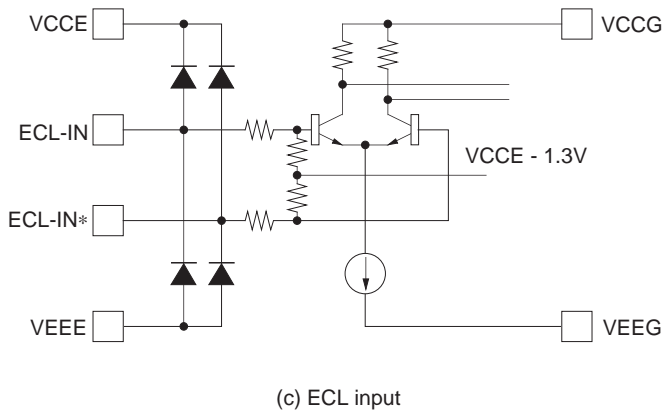 VCCE
VCCG
ECL-IN
VCCE - 1.3V
ECL-IN*
VEEE
VEEG
(c) ECL input